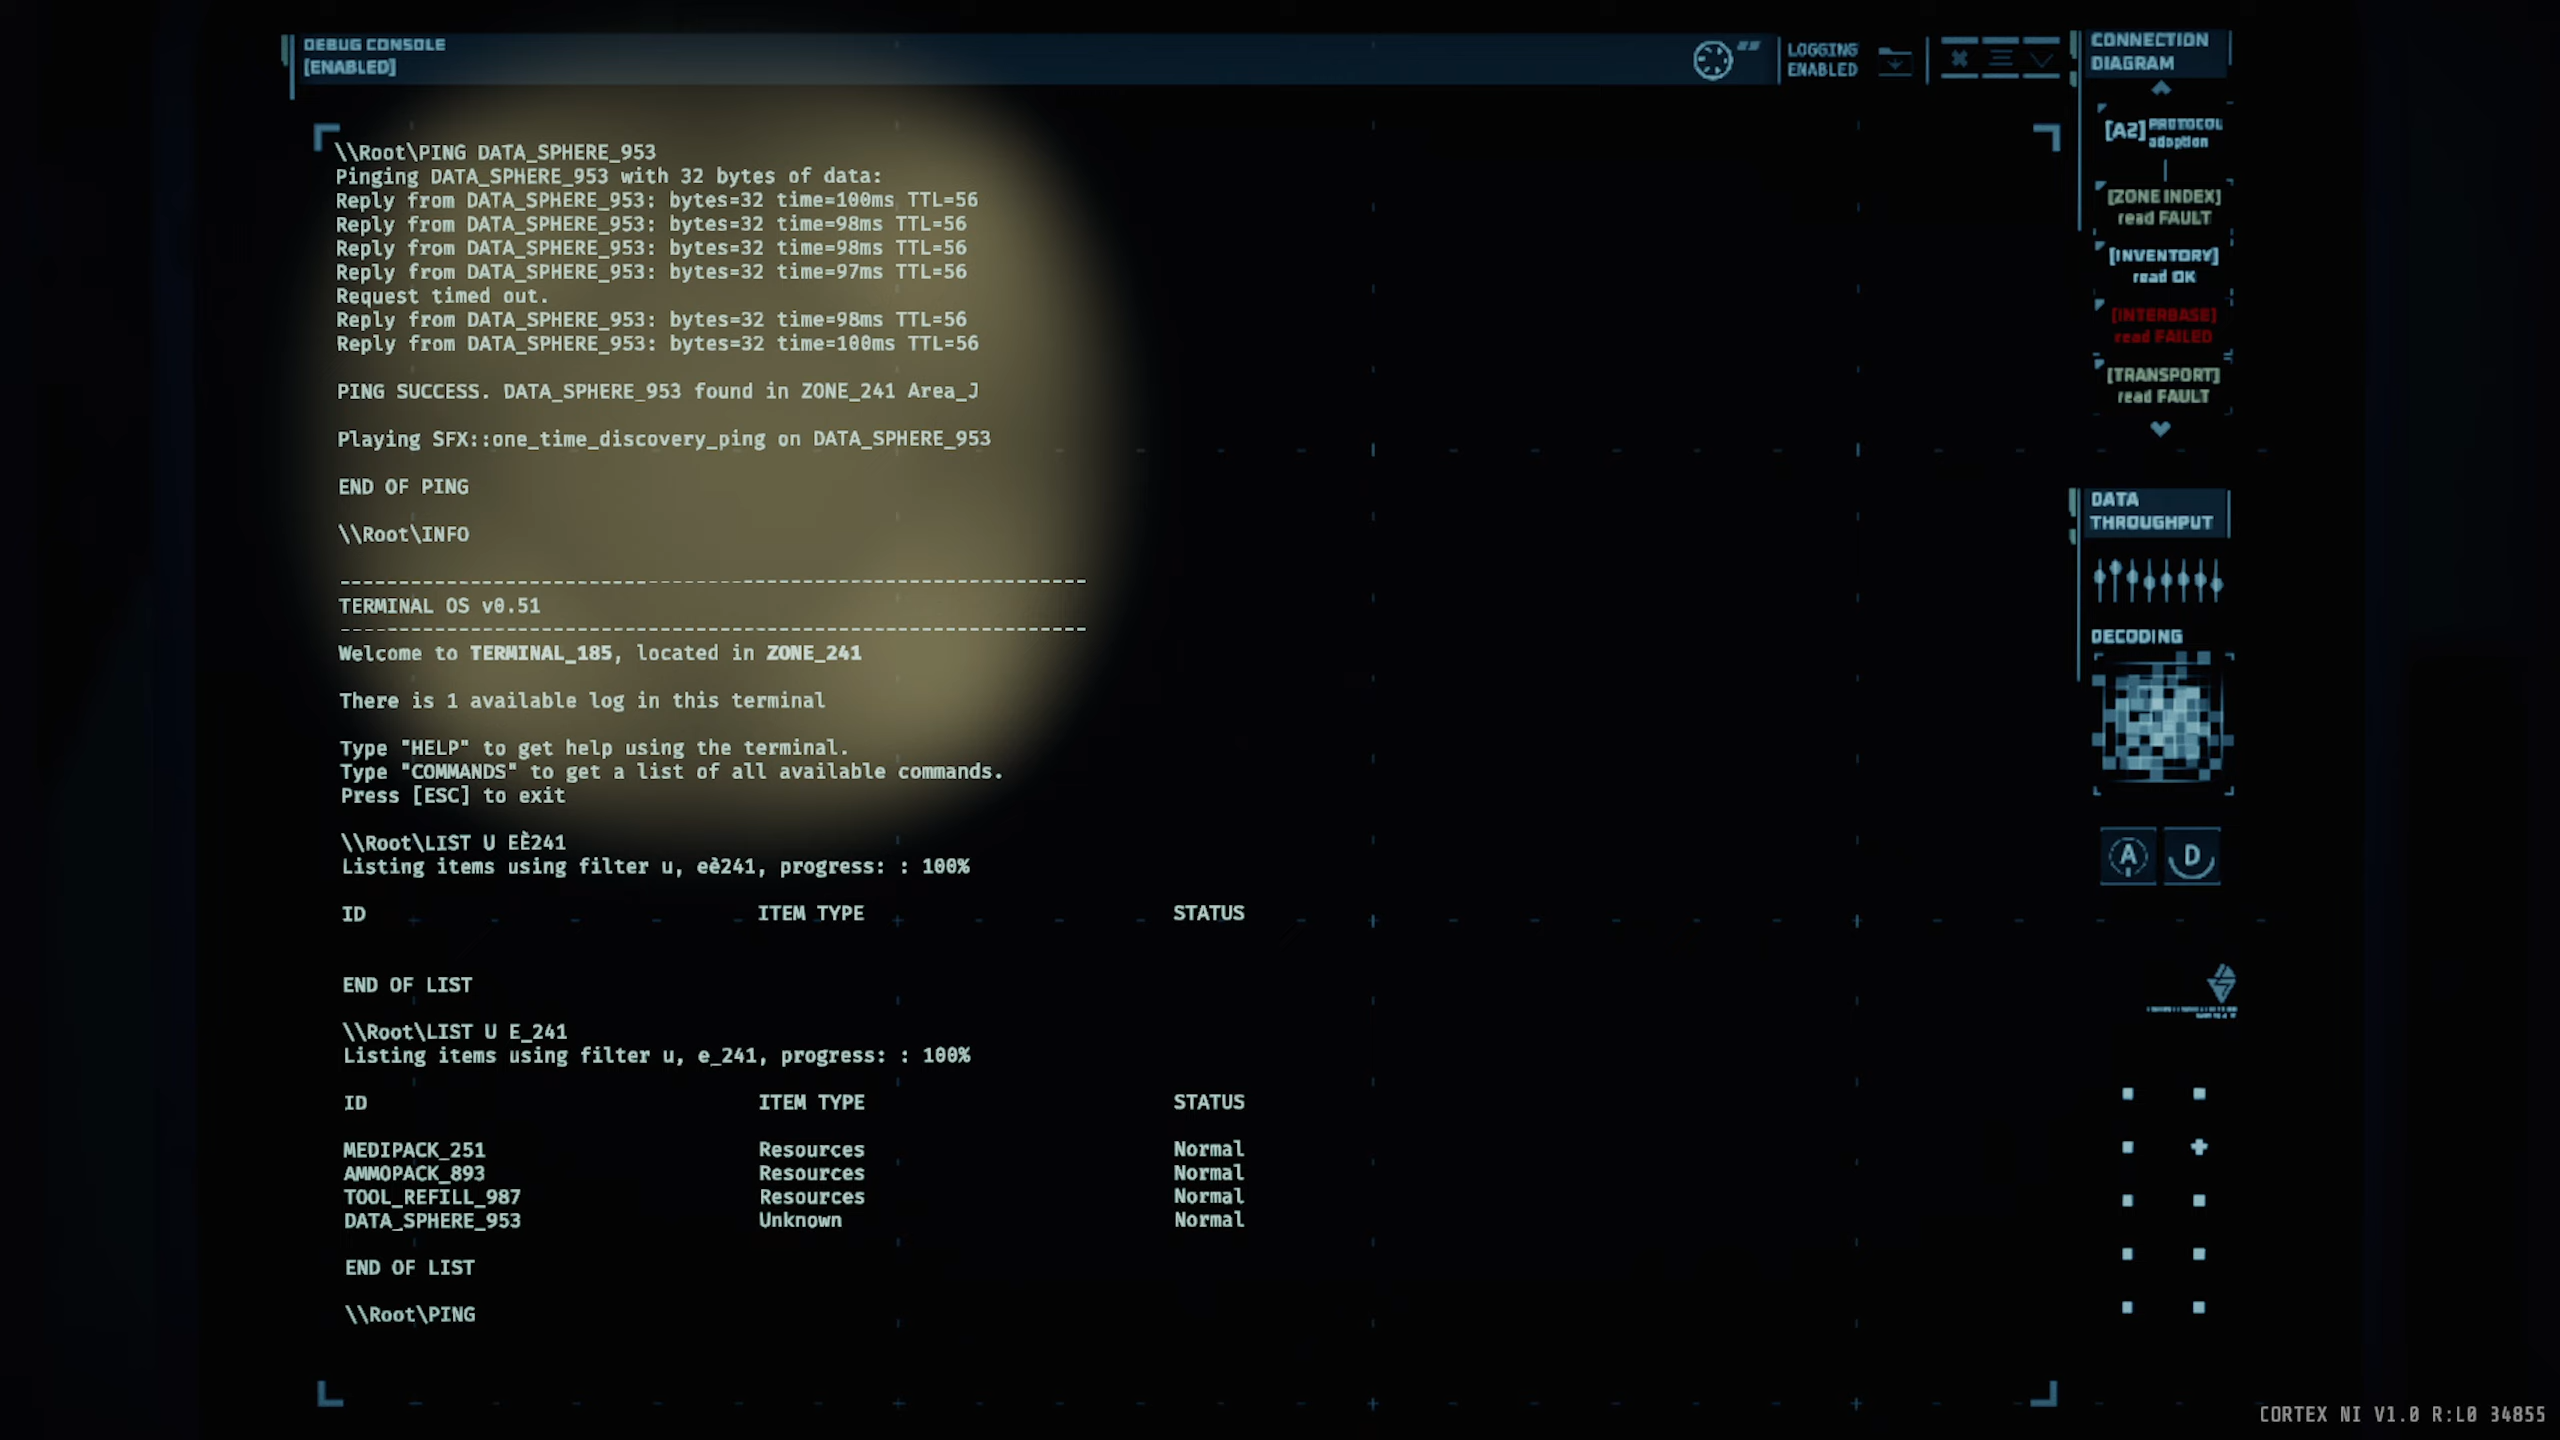 DEBUG CONSOLE
[ENABLED]
LOGGING
ENABLED
\\Root\PING DATA_SPHERE_953
Pinging DATA_SPHERE_953 with 32 bytes of data:
Reply from DATA_SPHERE_953: bytes=32 time=100ms TTL=56
Reply from DATA_SPHERE_953: bytes=32 time=98ms TTL=56
Reply from DATA_SPHERE_953: bytes=32 time=98ms TTL=56
Reply from DATA_SPHERE_953: bytes=32 time=97ms TTL=56
Request timed out.
Reply from DATA_SPHERE_953: bytes=32 time=98ms TTL=56
Reply from DATA_SPHERE_953: bytes=32 time=100ms TTL=56
PING SUCCESS. DATA_SPHERE_953 found in ZONE_241 Area_J
Playing SFX::one_time_discovery_ping on DATA_SPHERE_953
END OF PING
\\Root\INFO
---------------------------------------------------------------
TERMINAL OS v0.51
---------------------------------------------------------------
Welcome to TERMINAL_185, located in ZONE_241
There is 1 available log in this terminal
Type "HELP" to get help using the terminal.
Type "COMMANDS" to get a list of all available commands.
Press [ESC] to exit
\\Root\LIST U EÈ241
Listing items using filter u, eè241, progress: : 100%
ID ITEM TYPE STATUS
END OF LIST
\\Root\LIST U E_241
Listing items using filter u, e_241, progress: : 100%
ID ITEM TYPE STATUS
MEDIPACK_251 Resources Normal
AMMOPACK_893 Resources Normal
TOOL_REFILL_987 Resources Normal
DATA_SPHERE_953 Unknown Normal
END OF LIST
\\Root\PING
CONNECTION
DIAGRAM
[A2] PROTOCOL
adoption
[ZONE INDEX]
read FAULT
[INVENTORY]
read OK
[INTERBASE]
read FAILED
[TRANSPORT]
read FAULT
DATA
THROUGHPUT
DECODING
A D
CORTEX NI V1.0 R:L0 34855